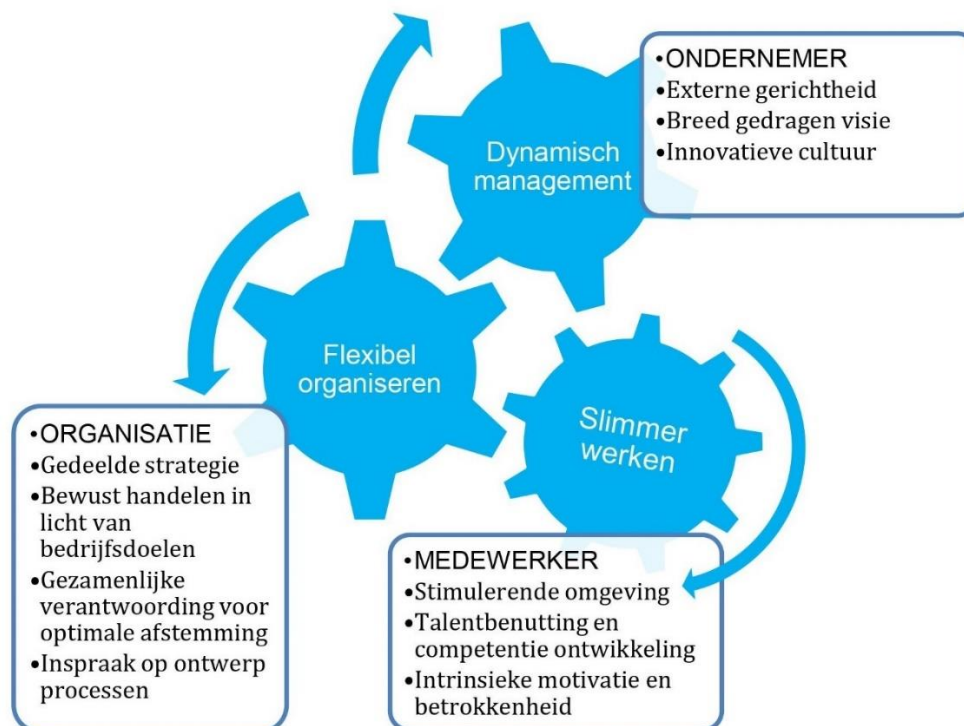 •ONDERNEMER
•Externe gerichtheid
•Breed gedragen visie
•Innovatieve cultuur
Dynamisch
management
Flexibel
organiseren
Slimmer
werken
•ORGANISATIE
•Gedeelde strategie
•Bewust handelen in
licht van
bedrijfsdoelen
•Gezamenlijke
verantwoording voor
optimale afstemming
•Inspraak op ontwerp
processen
•MEDEWERKER
•Stimulerende omgeving
•Talentbenutting en
competentie ontwikkeling
•Intrinsieke motivatie en
betrokkenheid